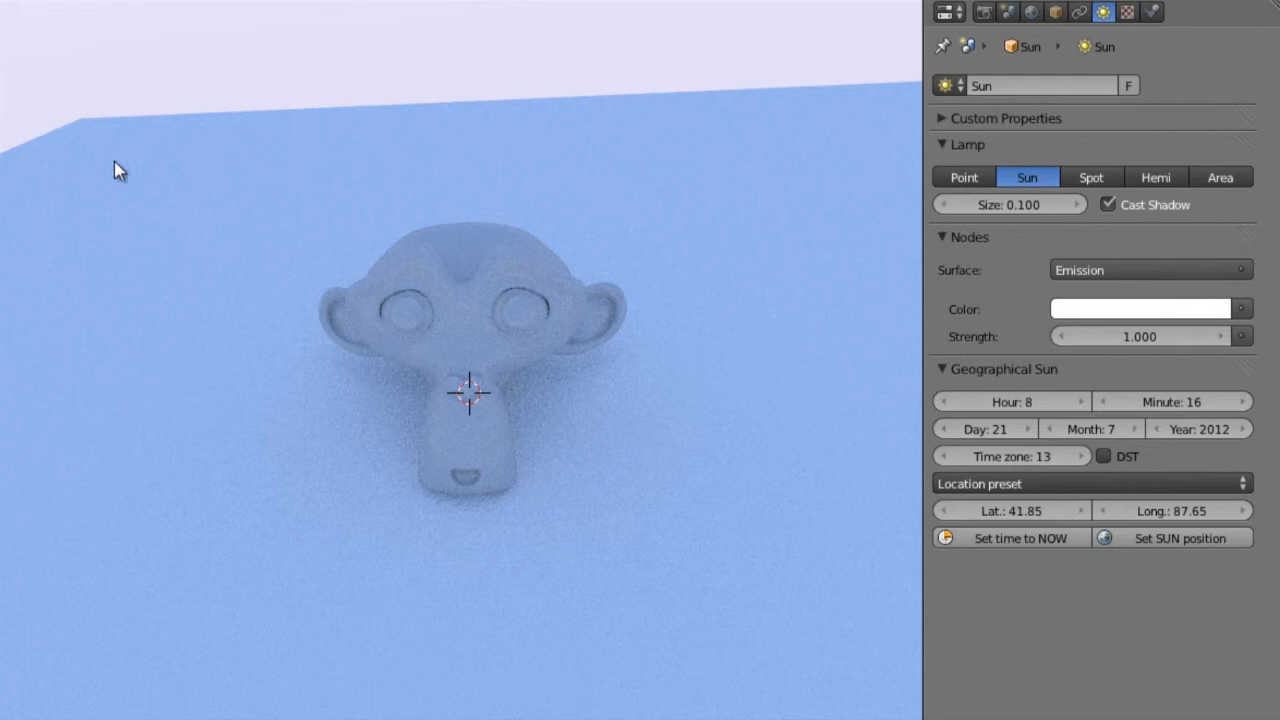 Sun Sun
Sun F
Custom Properties
Lamp
Point Sun Spot Hemi Area
Size: 0.100 Cast Shadow
Nodes
Surface: Emission
Color:
Strength: 1.000
Geographical Sun
Hour: 8 Minute: 16
Day: 21 Month: 7 Year: 2012
Time zone: 13 DST
Location preset
Lat.: 41.85 Long.: 87.65
Set time to NOW Set SUN position